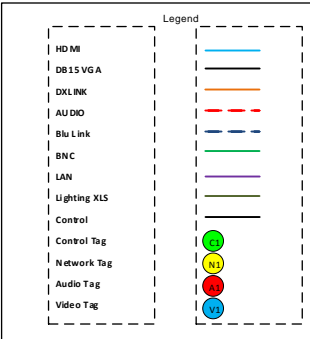 Legend
HDMI
DB15 VGA
DXLINK
AUDIO
Blu Link
BNC
LAN
Lighting XLS
Control
Control Tag C1
Network Tag N1
Audio Tag A1
Video Tag V1